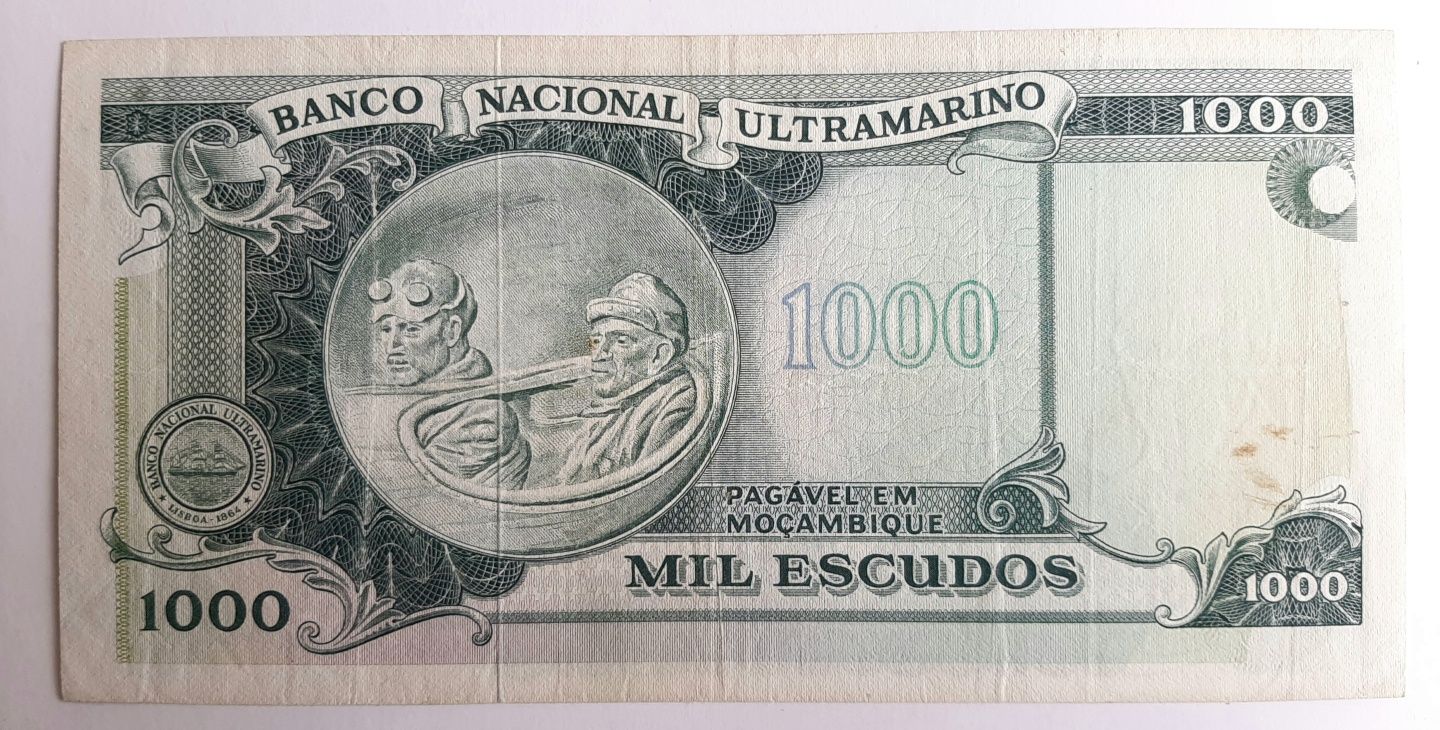 BANCO NACIONAL ULTRAMARINO
1000
1000
BANCO NACIONAL ULTRAMARINO
LISBOA - 1864
PAGÁVEL EM
MOÇAMBIQUE
MIL ESCUDOS
1000
1000